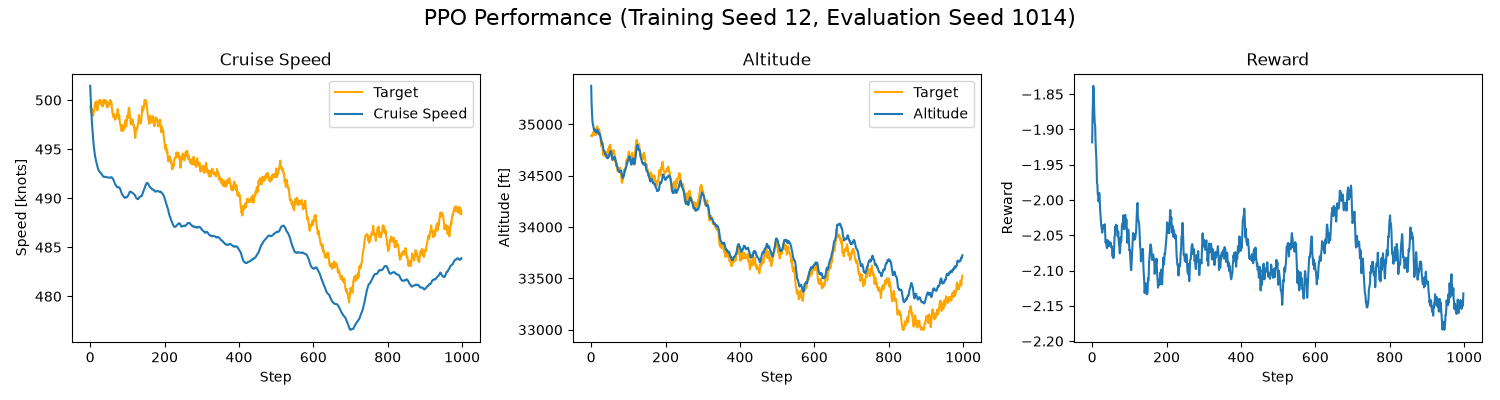 PPO Performance (Training Seed 12, Evaluation Seed 1014)
Cruise Speed
Speed [knots]
500
495
490
485
480
Target
Cruise Speed
0
200
400
600
800
1000
Step
Altitude
Altitude [ft]
35000
34500
34000
33500
33000
Target
Altitude
0
200
400
600
800
1000
Step
Reward
Reward
−1.85
−1.90
−1.95
−2.00
−2.05
−2.10
−2.15
−2.20
0
200
400
600
800
1000
Step